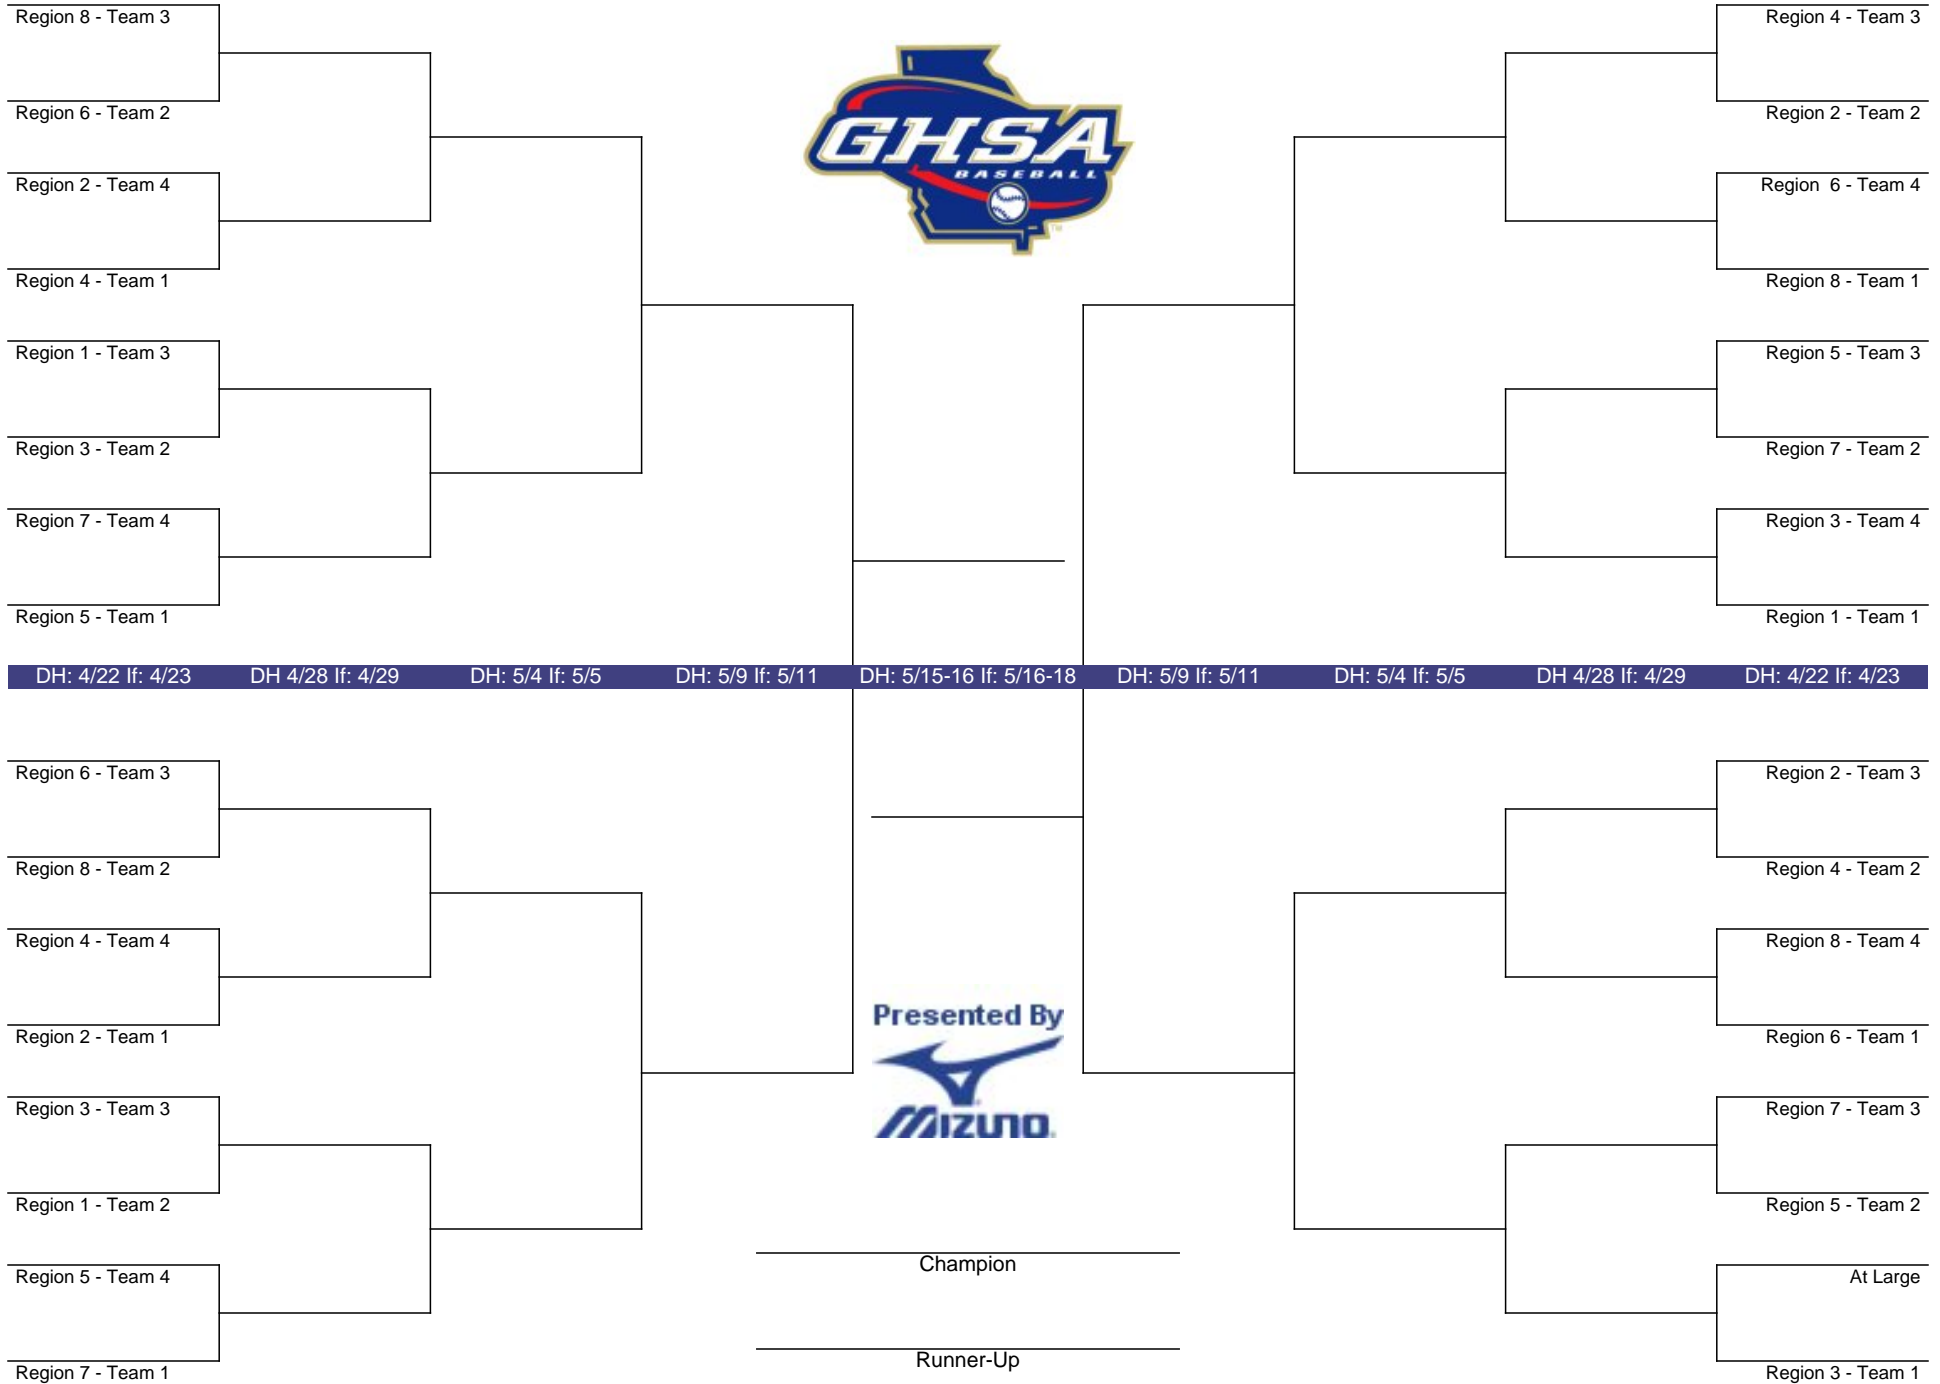 Region 8 - Team 3
Region 4 - Team 3
Region 6 - Team 2
Region 2 - Team 2
GHSA
BASEBALL
TM
Region 2 - Team 4
Region  6 - Team 4
Region 4 - Team 1
Region 8 - Team 1
Region 1 - Team 3
Region 5 - Team 3
Region 3 - Team 2
Region 7 - Team 2
Region 7 - Team 4
Region 3 - Team 4
Region 5 - Team 1
Region 1 - Team 1
DH: 4/22 If: 4/23 DH 4/28 If: 4/29 DH: 5/4 If: 5/5 DH: 5/9 If: 5/11 DH: 5/15-16 If: 5/16-18 DH: 5/9 If: 5/11 DH: 5/4 If: 5/5 DH 4/28 If: 4/29 DH: 4/22 If: 4/23
Region 6 - Team 3
Region 2 - Team 3
Region 8 - Team 2
Region 4 - Team 2
Region 4 - Team 4
Region 8 - Team 4
Presented By
MIZUNO
Region 2 - Team 1
Region 6 - Team 1
Region 3 - Team 3
Region 7 - Team 3
Region 1 - Team 2
Region 5 - Team 2
Champion
Region 5 - Team 4
At Large
Runner-Up
Region 7 - Team 1
Region 3 - Team 1